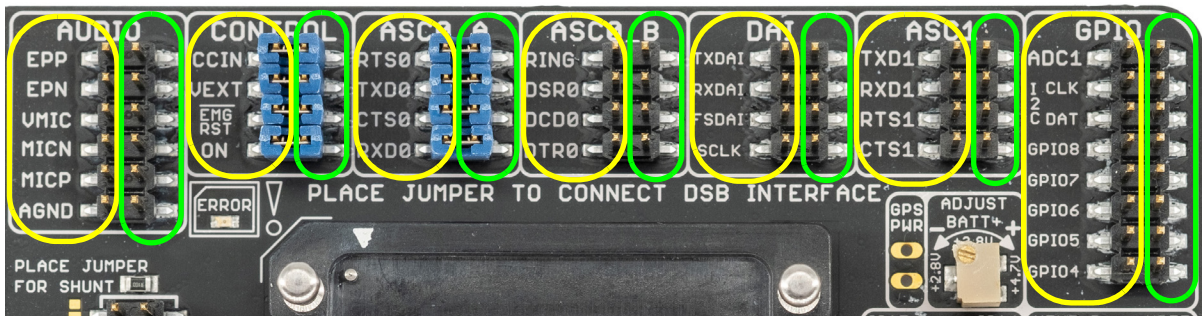 AUDIO
EPP
EPN
VMIC
MICN
MICP
AGND
CONTROL
CCIN
VEXT
EMG
RST
ON
ASC0 A
RTS0
TXD0
CTS0
RXD0
ASC0 B
RING
DSR0
DCD0
DTR0
DAI
TXDAI
RXDAI
FSDAI
SCLK
ASC1
TXD1
RXD1
RTS1
CTS1
GPIO
ADC1
I2C
CLK
DAT
GPIO8
GPIO7
GPIO6
GPIO5
GPIO4
ERROR
!
PLACE JUMPER TO CONNECT DSB INTERFACE
GPS
PWR
ADJUST
BATT+
- +
+3.8V
+2.8V
+4.7V
PLACE JUMPER
FOR SHUNT